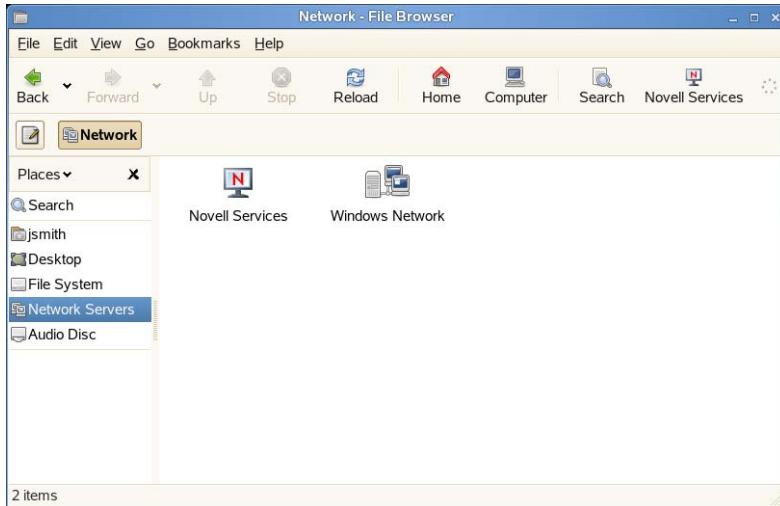 Network - File Browser
File Edit View Go Bookmarks Help
Back Forward Up Stop Reload Home Computer Search Novell Services
Network
Places
Search
jsmith
Desktop
File System
Network Servers
Audio Disc
N
Novell Services
Windows Network
2 items